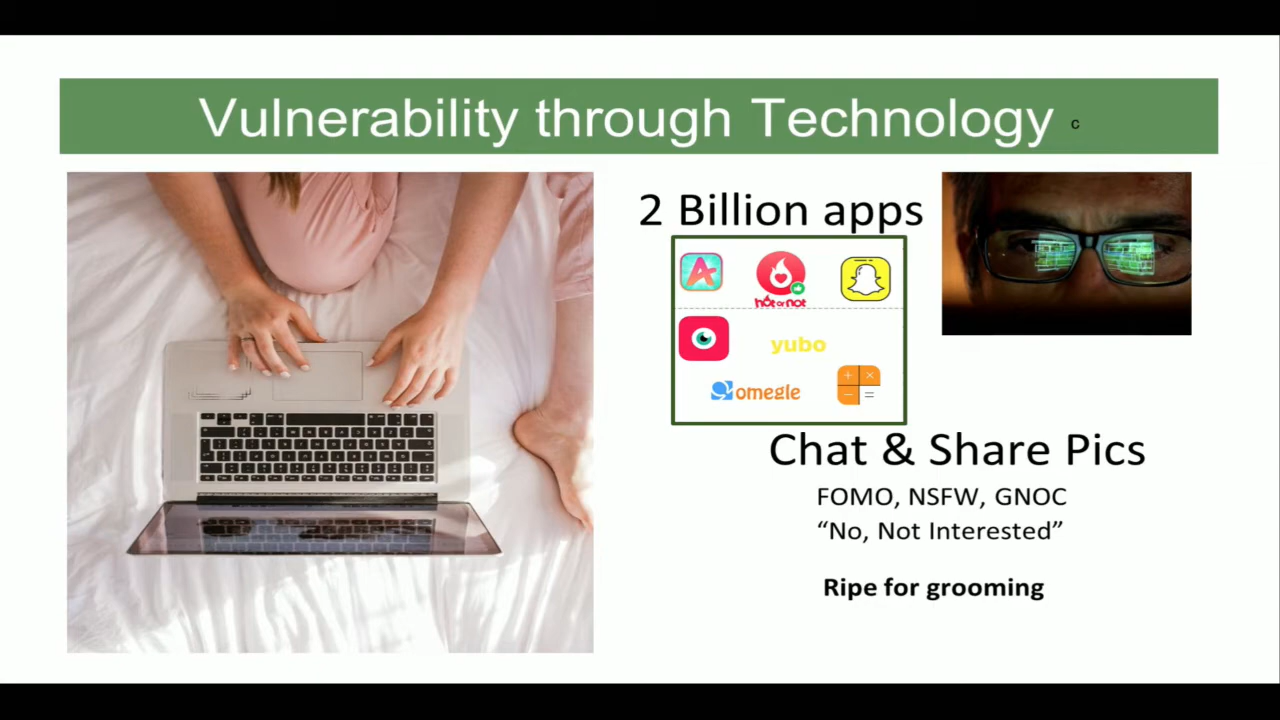 Vulnerability through Technology c
2 Billion apps
hot or not
yubo
omegle
Chat & Share Pics
FOMO, NSFW, GNOC
“No, Not Interested”
Ripe for grooming